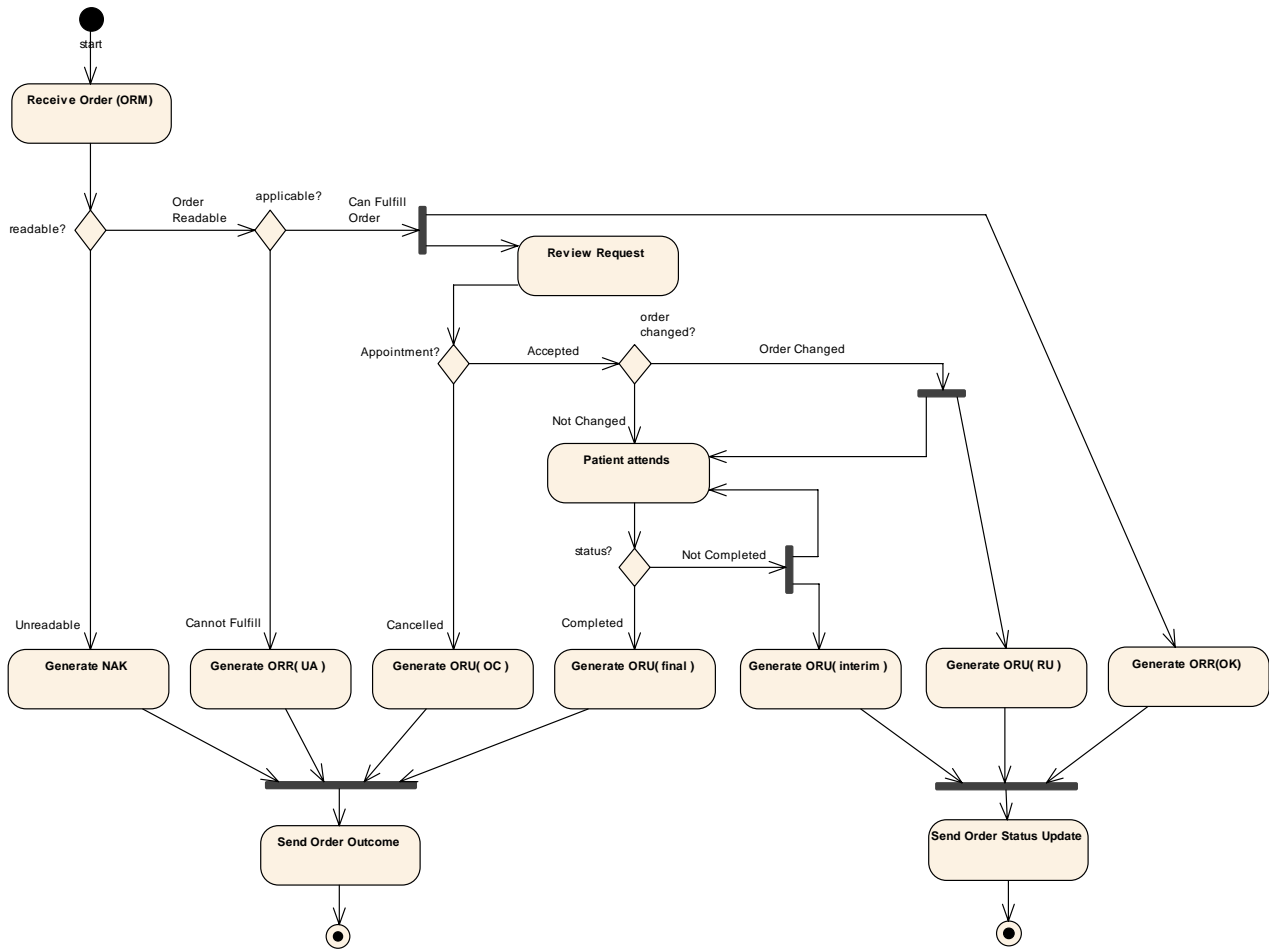 start
Receive Order (ORM)
readable?
Order
Readable
applicable?
Can Fulfill
Order
Review Request
Appointment?
Accepted
order
changed?
Order Changed
Not Changed
Patient attends
status?
Not Completed
Unreadable
Cannot Fulfill
Cancelled
Completed
Generate NAK
Generate ORR( UA )
Generate ORU( OC )
Generate ORU( final )
Generate ORU( interim )
Generate ORU( RU )
Generate ORR(OK)
Send Order Outcome
Send Order Status Update